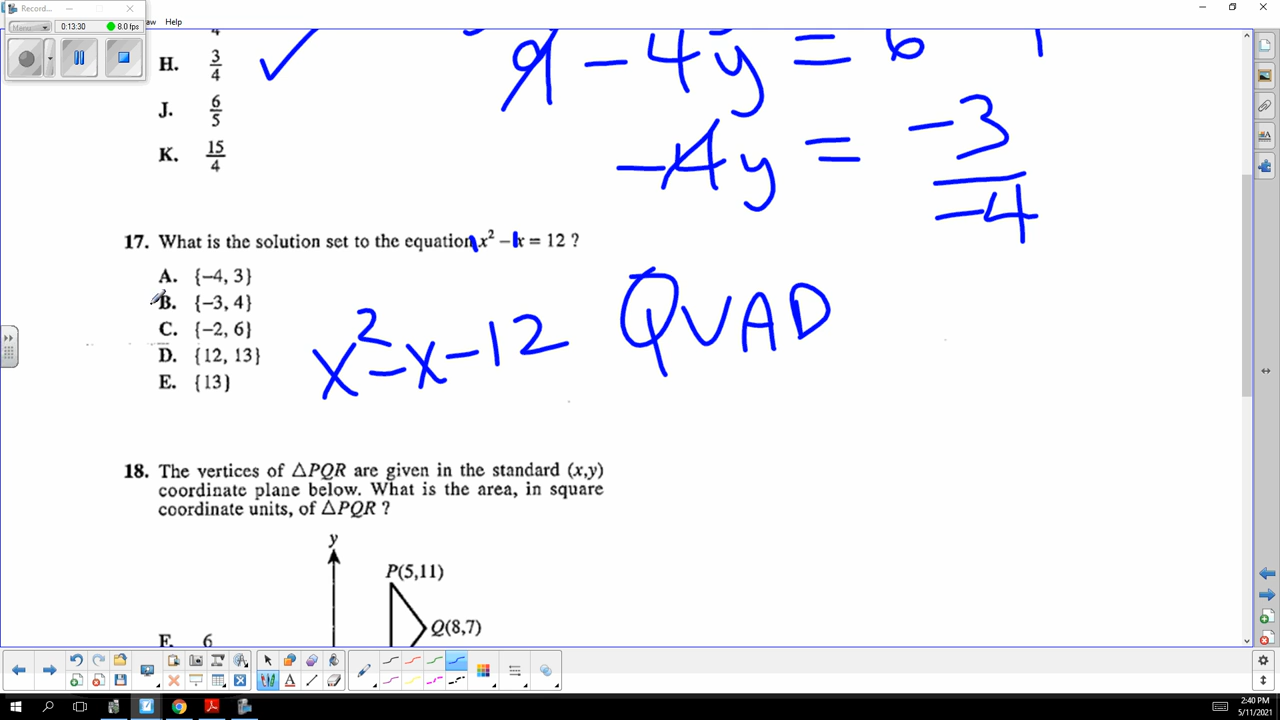 Record...
Menu
0:13:30
8.0 fps
aw Help
H. 3/4
J. 6/5
K. 15/4
9 - 4y = 6
-4y = -3/-4
17. What is the solution set to the equation x² - x = 12 ?
A. {-4, 3}
B. {-3, 4}
C. {-2, 6}
D. {12, 13}
E. {13}
x² - x - 12 QUAD
18. The vertices of △PQR are given in the standard (x,y)
coordinate plane below. What is the area, in square
coordinate units, of △PQR ?
y
P(5,11)
Q(8,7)
F. 6
2:40 PM
5/11/2021